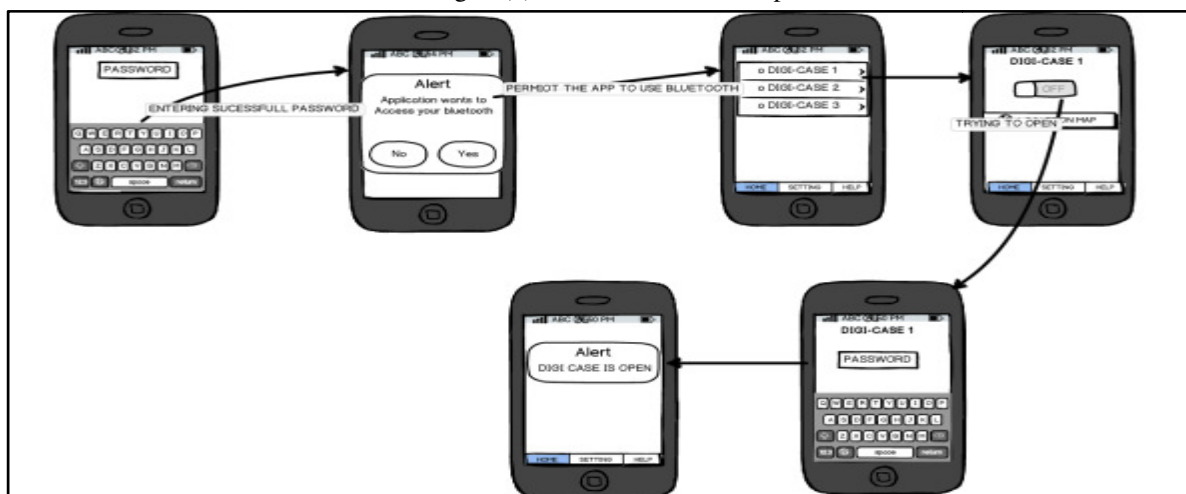 PASSWORD
ENTERING SUCESSFULL PASSWORD
Q W E R T Y U I O P
A S D F G H J K L
Z X C V B N M
space return
Alert
Application wants to
Access your bluetooth
No Yes
PERMIOT THE APP TO USE BLUETOOTH
o DIGI-CASE 1 >
o DIGI-CASE 2 >
o DIGI-CASE 3 >
HOME SETTING HELP
DIGI-CASE 1
OFF
MAP
TRYING TO OPEN
HOME SETTING HELP
DIGI-CASE 1
PASSWORD
Q W E R T Y U I O P
A S D F G H J K L
Z X C V B N M
space return
Alert
DIGI CASE IS OPEN
HOME SETTING HELP